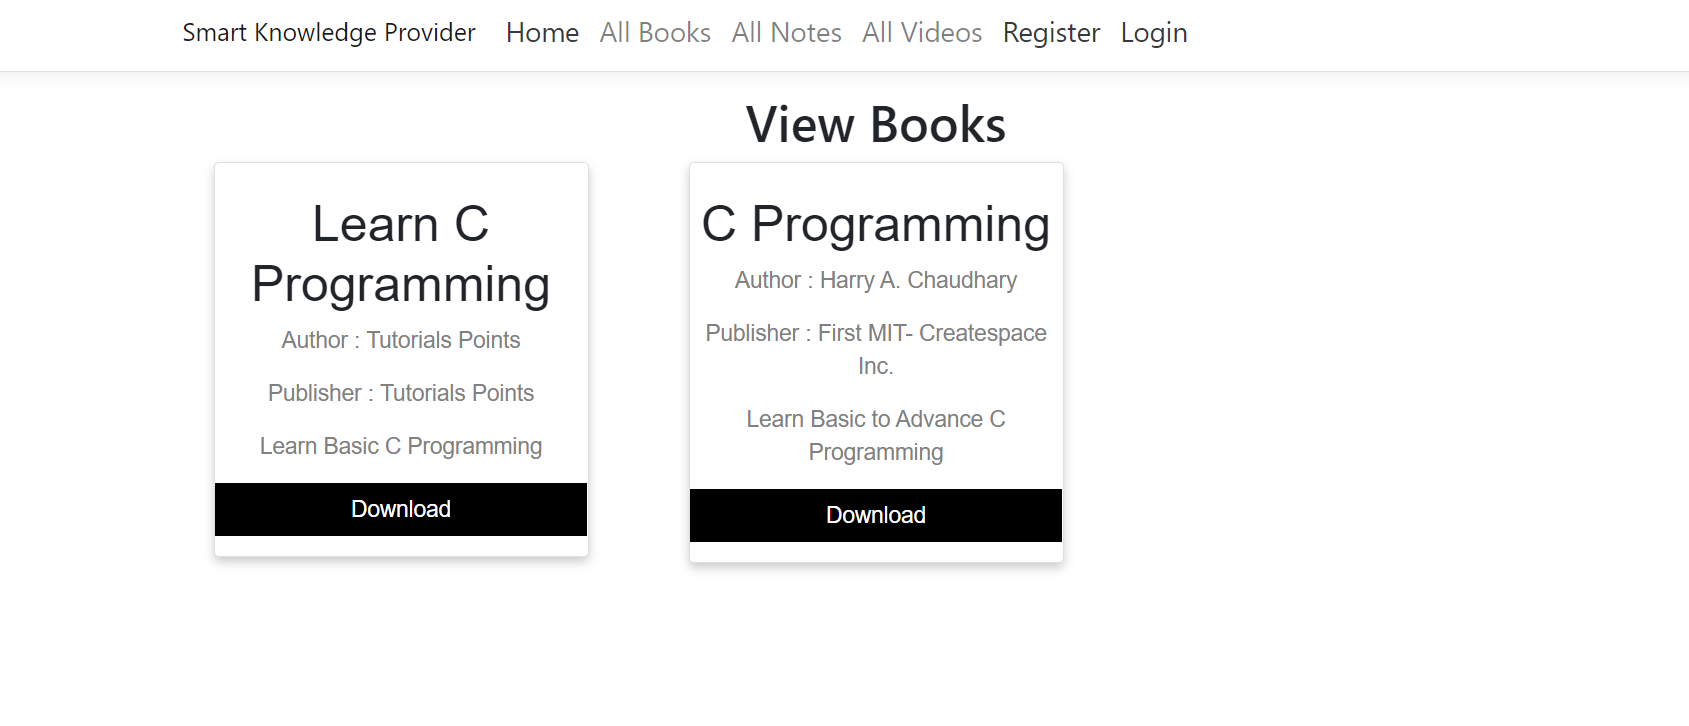 Smart Knowledge Provider Home All Books All Notes All Videos Register Login
View Books
Learn C
Programming
Author : Tutorials Points
Publisher : Tutorials Points
Learn Basic C Programming
Download
C Programming
Author : Harry A. Chaudhary
Publisher : First MIT- Createspace
Inc.
Learn Basic to Advance C
Programming
Download